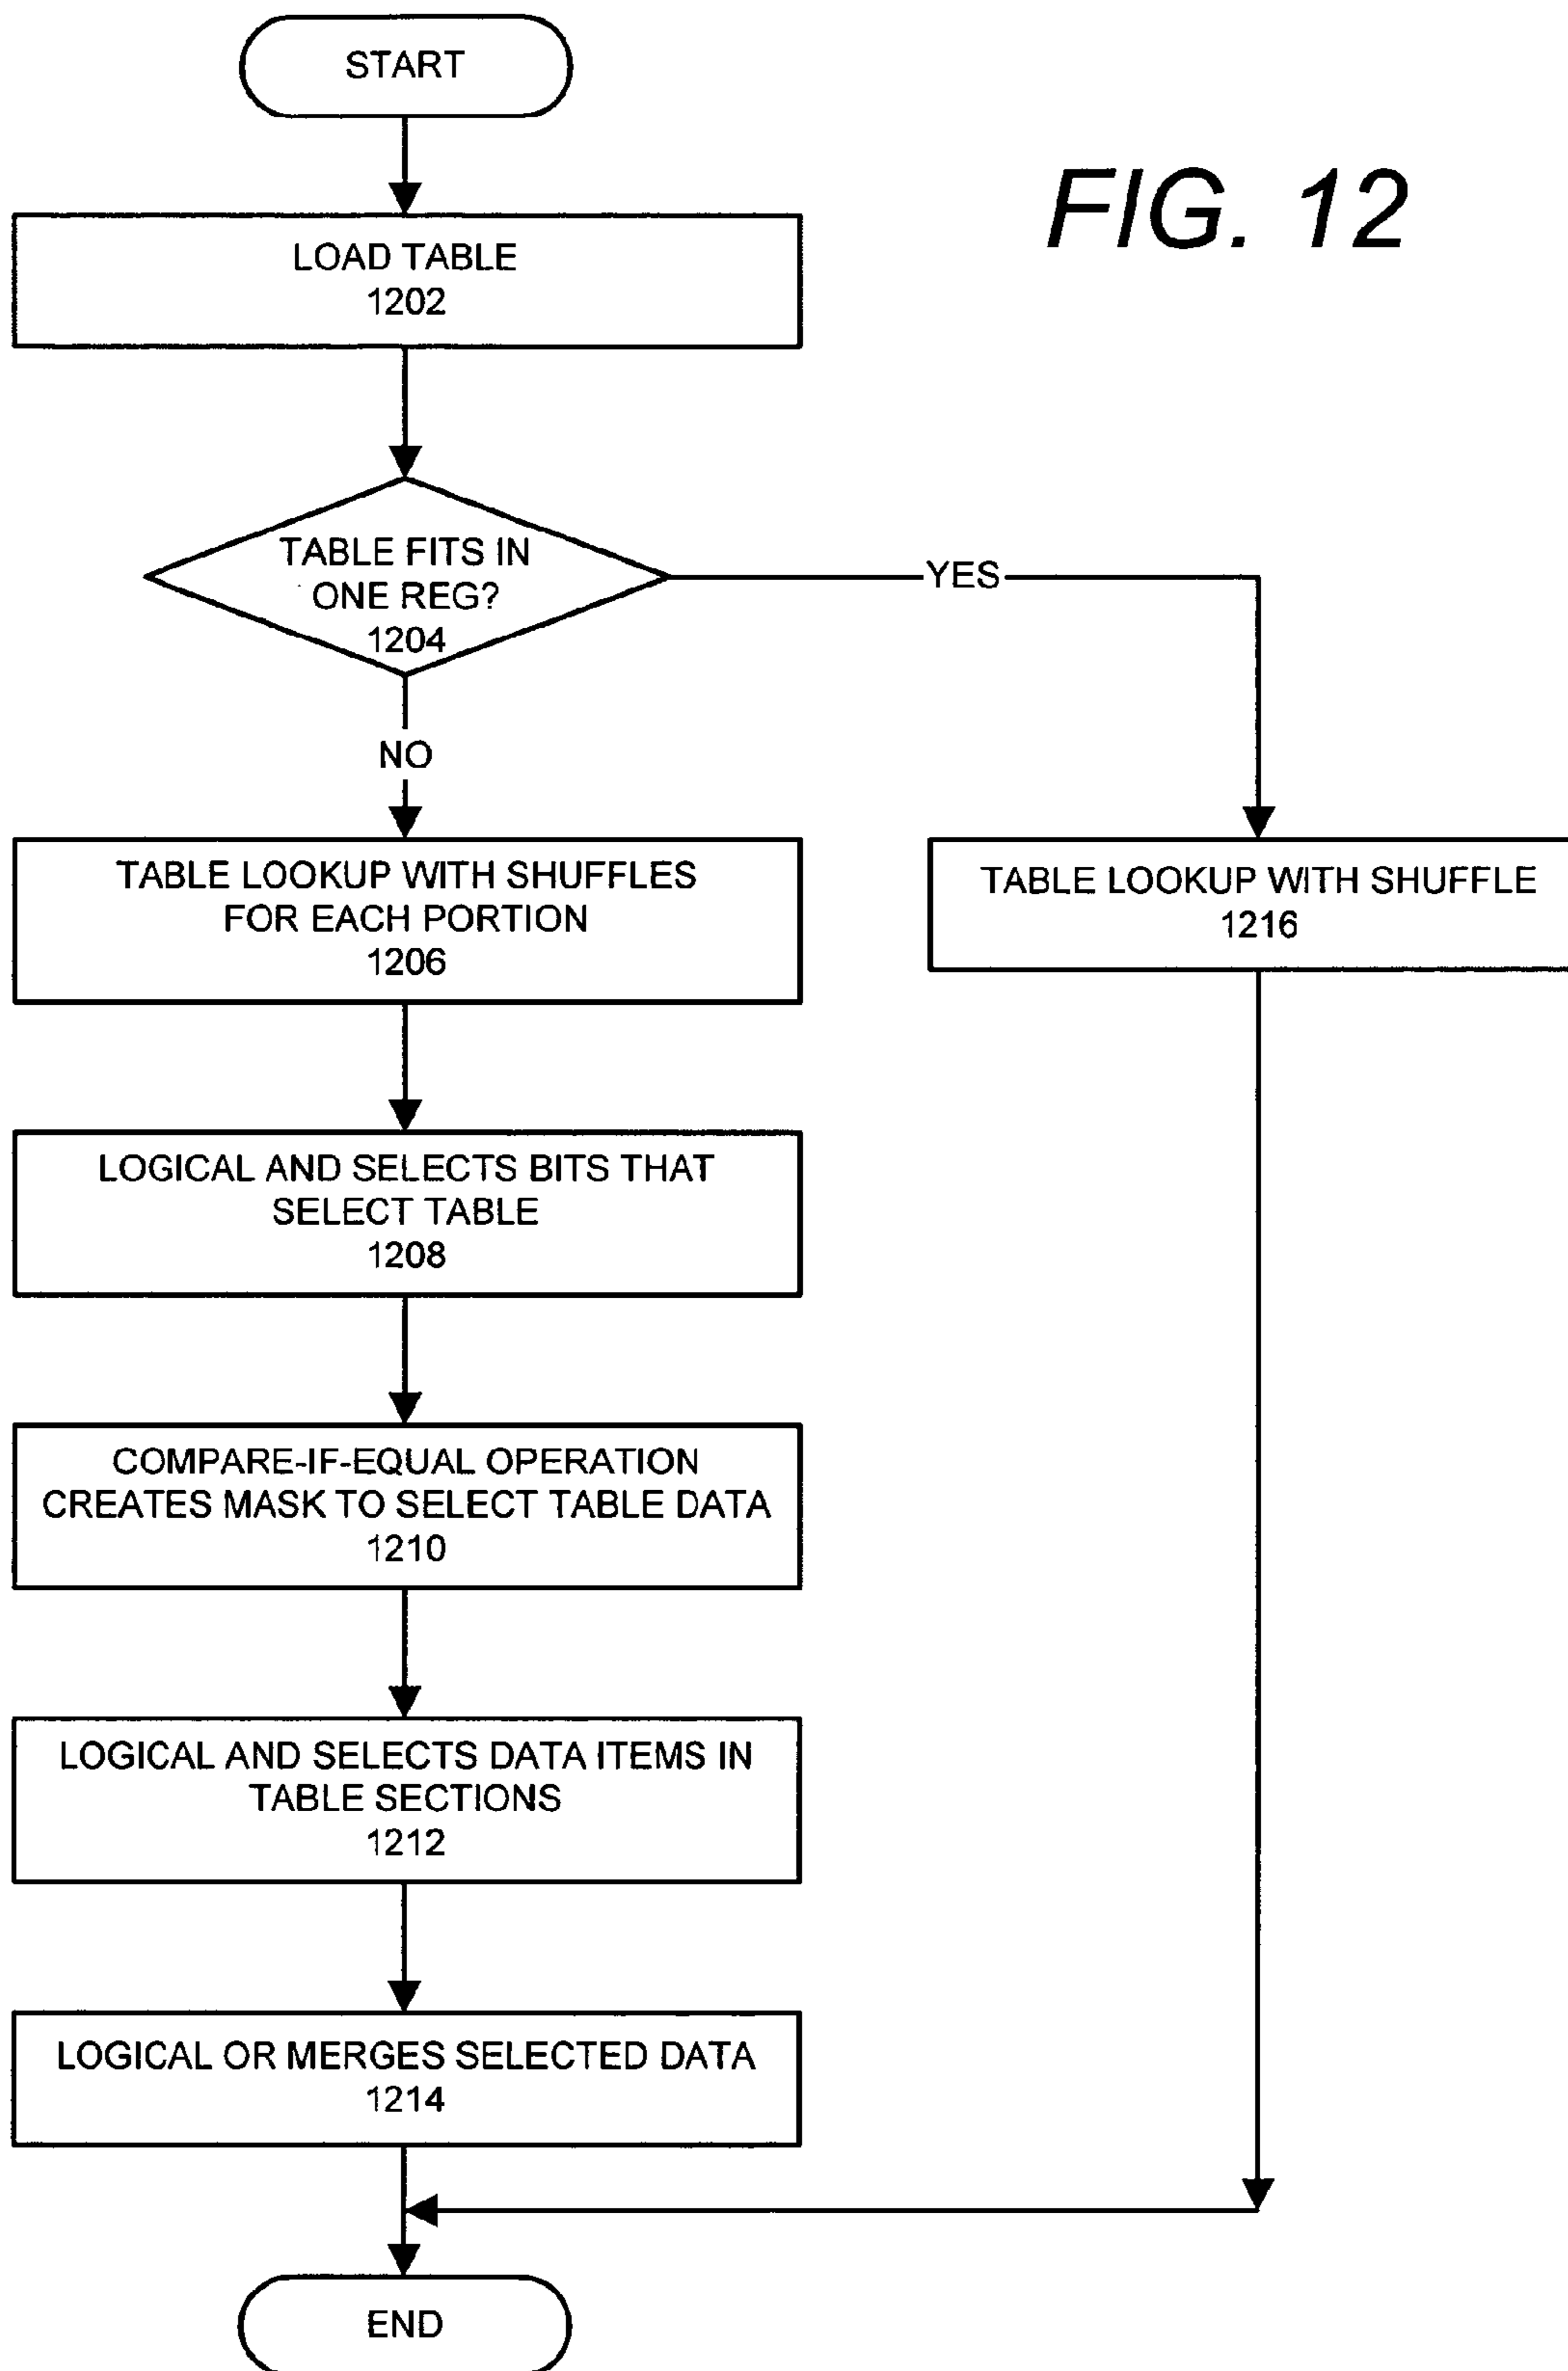 START
FIG. 12
LOAD TABLE
1202
TABLE FITS IN
ONE REG?
1204
YES
NO
TABLE LOOKUP WITH SHUFFLES
FOR EACH PORTION
1206
TABLE LOOKUP WITH SHUFFLE
1216
LOGICAL AND SELECTS BITS THAT
SELECT TABLE
1208
COMPARE-IF-EQUAL OPERATION
CREATES MASK TO SELECT TABLE DATA
1210
LOGICAL AND SELECTS DATA ITEMS IN
TABLE SECTIONS
1212
LOGICAL OR MERGES SELECTED DATA
1214
END